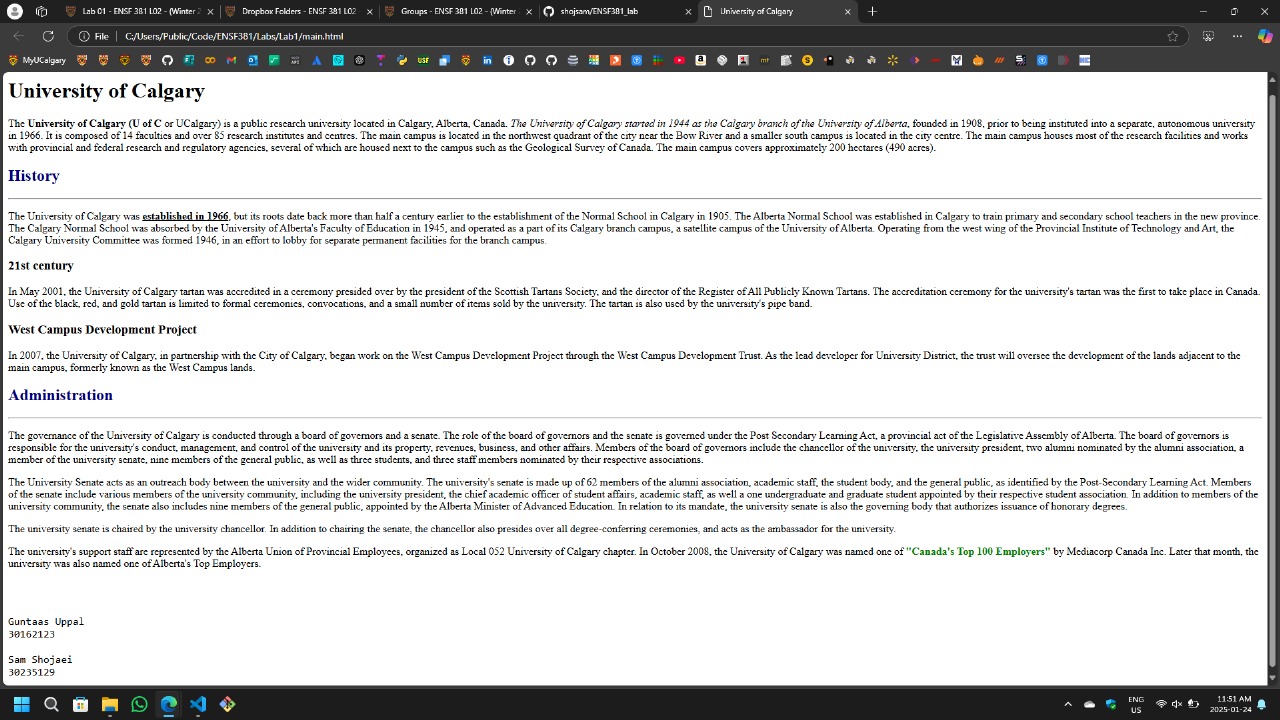 Lab 01 - ENSF 381 L02 - (Winter 2
Dropbox Folders - ENSF 381 L02
Groups - ENSF 381 L02 - (Winter
shojsam/ENSF381_lab
University of Calgary
File
C:/Users/Public/Code/ENSF381/Labs/Lab1/main.html
MyUCalgary
University of Calgary
The University of Calgary (U of C or UCalgary) is a public research university located in Calgary, Alberta, Canada. The University of Calgary started in 1944 as the Calgary branch of the University of Alberta, founded in 1908, prior to being instituted into a separate, autonomous university
in 1966. It is composed of 14 faculties and over 85 research institutes and centres. The main campus is located in the northwest quadrant of the city near the Bow River and a smaller south campus is located in the city centre. The main campus houses most of the research facilities and works
with provincial and federal research and regulatory agencies, several of which are housed next to the campus such as the Geological Survey of Canada. The main campus covers approximately 200 hectares (490 acres).
History
The University of Calgary was established in 1966, but its roots date back more than half a century earlier to the establishment of the Normal School in Calgary in 1905. The Alberta Normal School was established in Calgary to train primary and secondary school teachers in the new province.
The Calgary Normal School was absorbed by the University of Alberta's Faculty of Education in 1945, and operated as a part of its Calgary branch campus, a satellite campus of the University of Alberta. Operating from the west wing of the Provincial Institute of Technology and Art, the
Calgary University Committee was formed 1946, in an effort to lobby for separate permanent facilities for the branch campus.
21st century
In May 2001, the University of Calgary tartan was accredited in a ceremony presided over by the president of the Scottish Tartans Society, and the director of the Register of All Publicly Known Tartans. The accreditation ceremony for the university's tartan was the first to take place in Canada.
Use of the black, red, and gold tartan is limited to formal ceremonies, convocations, and a small number of items sold by the university. The tartan is also used by the university's pipe band.
West Campus Development Project
In 2007, the University of Calgary, in partnership with the City of Calgary, began work on the West Campus Development Project through the West Campus Development Trust. As the lead developer for University District, the trust will oversee the development of the lands adjacent to the
main campus, formerly known as the West Campus lands.
Administration
The governance of the University of Calgary is conducted through a board of governors and a senate. The role of the board of governors and the senate is governed under the Post Secondary Learning Act, a provincial act of the Legislative Assembly of Alberta. The board of governors is
responsible for the university's conduct, management, and control of the university and its property, revenues, business, and other affairs. Members of the board of governors include the chancellor of the university, the university president, two alumni nominated by the alumni association, a
member of the university senate, nine members of the general public, as well as three students, and three staff members nominated by their respective associations.
The University Senate acts as an outreach body between the university and the wider community. The university's senate is made up of 62 members of the alumni association, academic staff, the student body, and the general public, as identified by the Post-Secondary Learning Act. Members
of the senate include various members of the university community, including the university president, the chief academic officer of student affairs, academic staff, as well a one undergraduate and graduate student appointed by their respective student association. In addition to members of the
university community, the senate also includes nine members of the general public, appointed by the Alberta Minister of Advanced Education. In relation to its mandate, the university senate is also the governing body that authorizes issuance of honorary degrees.
The university senate is chaired by the university chancellor. In addition to chairing the senate, the chancellor also presides over all degree-conferring ceremonies, and acts as the ambassador for the university.
The university's support staff are represented by the Alberta Union of Provincial Employees, organized as Local 052 University of Calgary chapter. In October 2008, the University of Calgary was named one of "Canada's Top 100 Employers" by Mediacorp Canada Inc. Later that month, the
university was also named one of Alberta's Top Employers.
Guntaas Uppal
30162123
Sam Shojaei
30235129
ENG
US
11:51 AM
2025-01-24